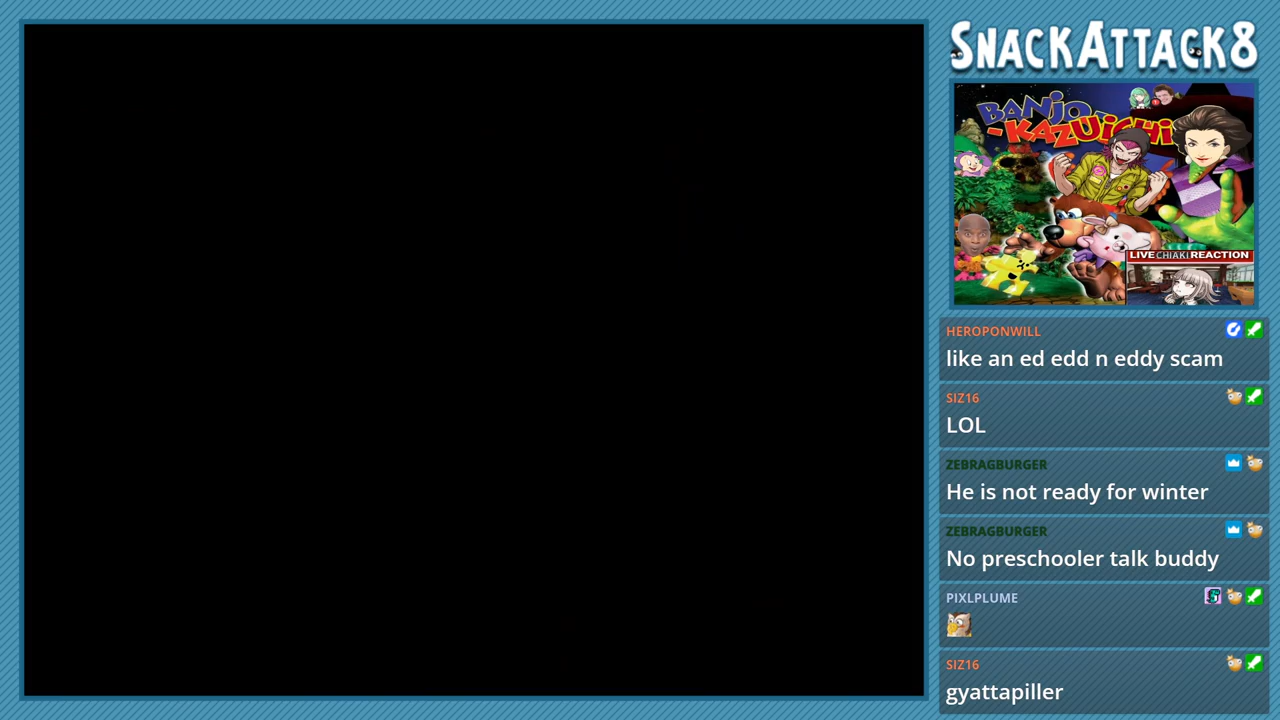 SNACKATTACK8
BANJO
-KAZUICHI
LIVE CHIAKI REACTION
HEROPONWILL
like an ed edd n eddy scam
SIZ16
LOL
ZEBRAGBURGER
He is not ready for winter
ZEBRAGBURGER
No preschooler talk buddy
PIXLPLUME
SIZ16
gyattapiller